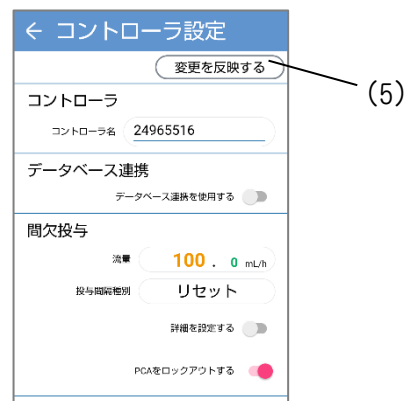 ← コントローラ設定
変更を反映する
(5)
コントローラ
コントローラ名 24965516
データベース連携
データベース連携を使用する
間欠投与
流量 100 . 0 mL/h
投与間隔種別 リセット
詳細を設定する
PCAをロックアウトする